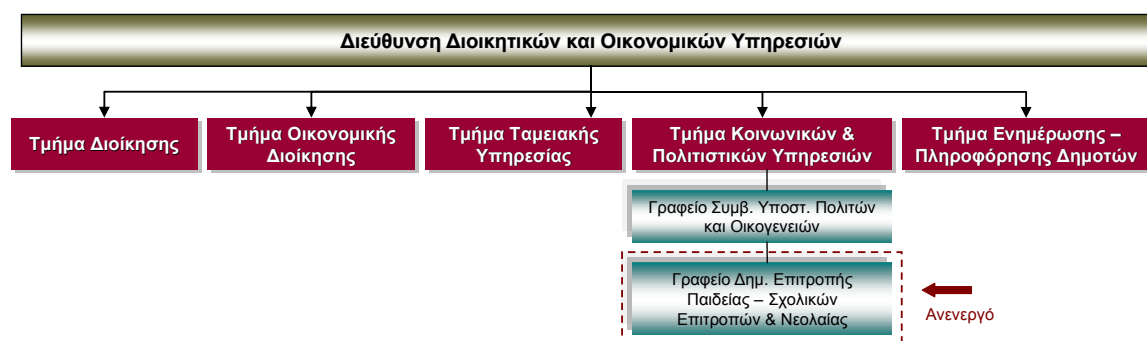 Διεύθυνση Διοικητικών και Οικονομικών Υπηρεσιών
Τμήμα Διοίκησης
Τμήμα Οικονομικής
Διοίκησης
Τμήμα Ταμειακής
Υπηρεσίας
Τμήμα Κοινωνικών &
Πολιτιστικών Υπηρεσιών
Τμήμα Ενημέρωσης –
Πληροφόρησης Δημοτών
Γραφείο Συμβ. Υποστ. Πολιτών
και Οικογενειών
Γραφείο Δημ. Επιτροπής
Παιδείας – Σχολικών
Επιτροπών & Νεολαίας
Ανενεργό